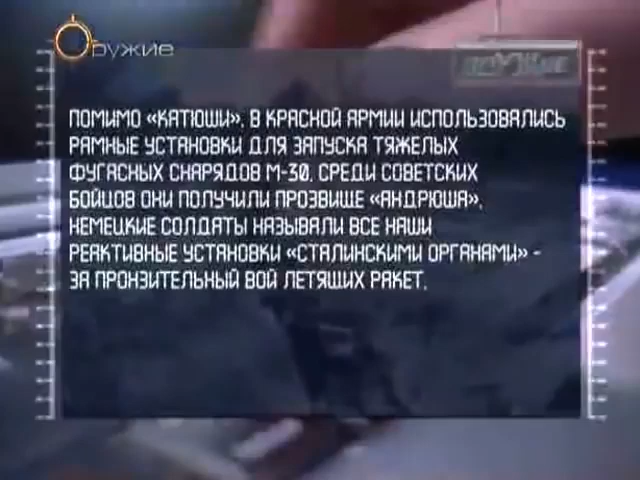 Оружие
ОРУЖИЕ
ПОМИМО «КАТЮШИ», В КРАСНОЙ АРМИИ ИСПОЛЬЗОВАЛИСЬ
РАМНЫЕ УСТАНОВКИ ДЛЯ ЗАПУСКА ТЯЖЕЛЫХ
ФУГАСНЫХ СНАРЯДОВ М-30. СРЕДИ СОВЕТСКИХ
БОЙЦОВ ОНИ ПОЛУЧИЛИ ПРОЗВИЩЕ «АНДРЮША».
НЕМЕЦКИЕ СОЛДАТЫ НАЗЫВАЛИ ВСЕ НАШИ
РЕАКТИВНЫЕ УСТАНОВКИ «СТАЛИНСКИМИ ОРГАНАМИ» -
ЗА ПРОНЗИТЕЛЬНЫЙ ВОЙ ЛЕТЯЩИХ РАКЕТ.